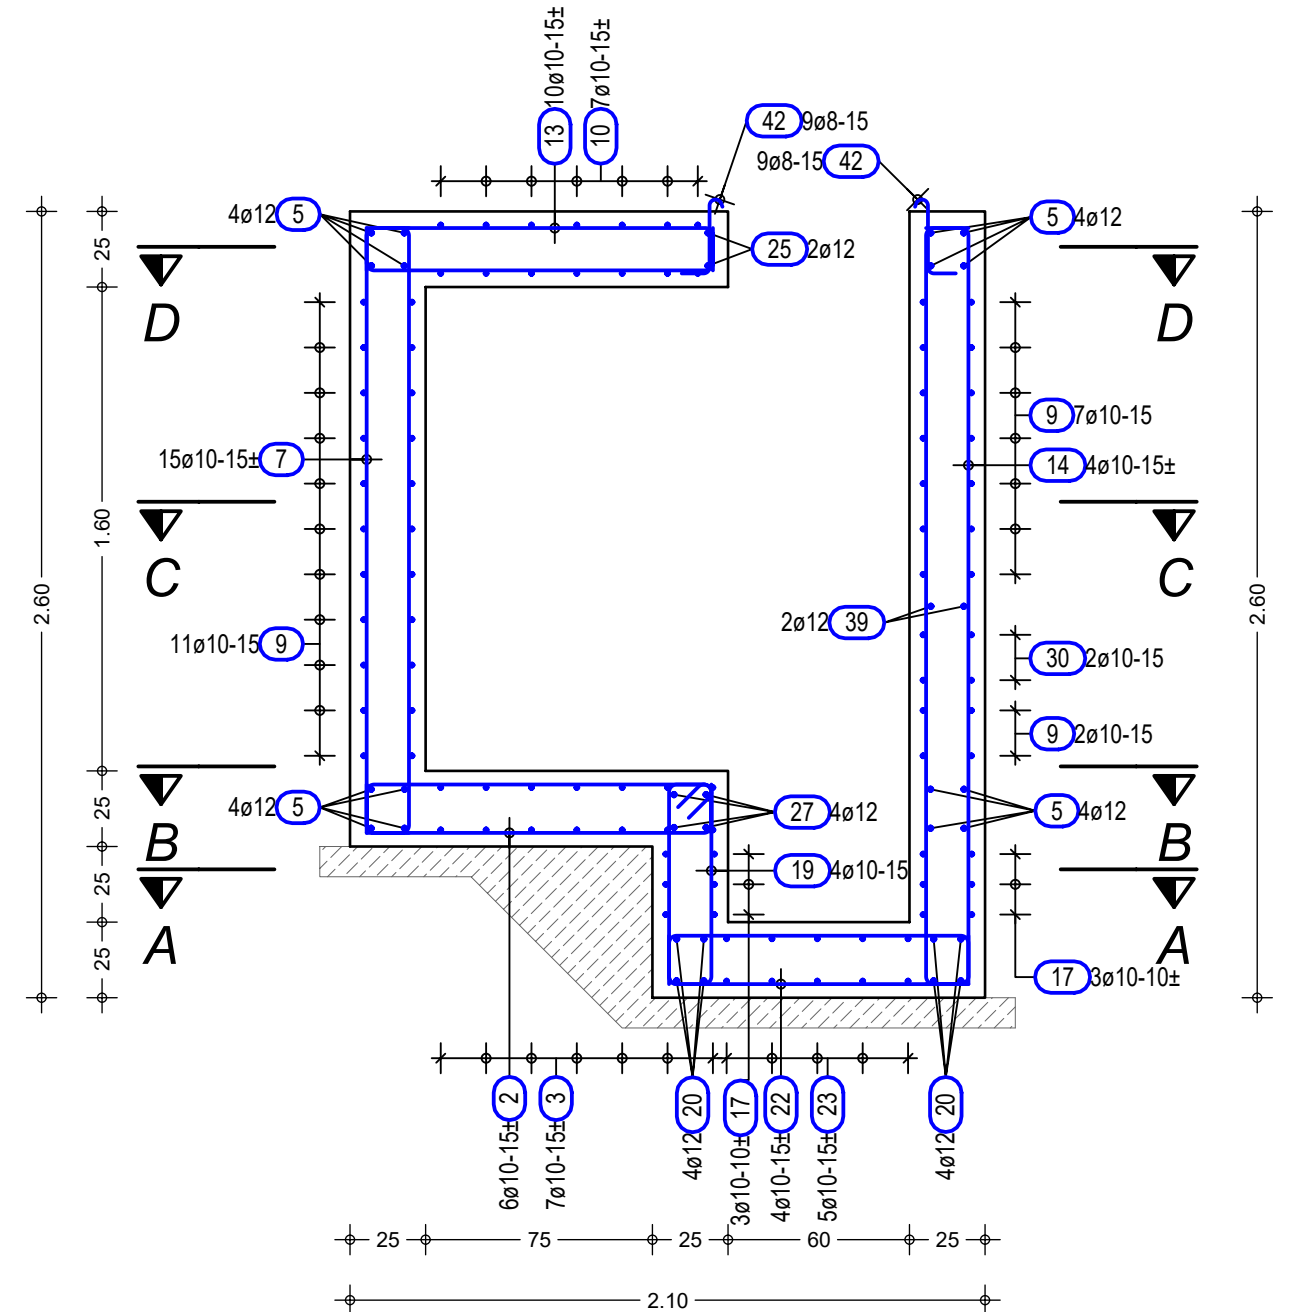 13 10ø10-15±
10 7ø10-15±
42 9ø8-15
9ø8-15 42
4ø12 5
5 4ø12
25 2ø12
25
D
D
9 7ø10-15
15ø10-15± 7
14 4ø10-15±
1.60
C
C
2.60
2.60
2ø12 39
11ø10-15 9
30 2ø10-15
9 2ø10-15
25
4ø12 5
27 4ø12
5 4ø12
B
B
25
19 4ø10-15
A
A
25
17 3ø10-10±
2 6ø10-15±
3 7ø10-15±
20 4ø12
17 3ø10-10±
22 4ø10-15±
23 5ø10-15±
20 4ø12
25 75 25 60 25
2.10